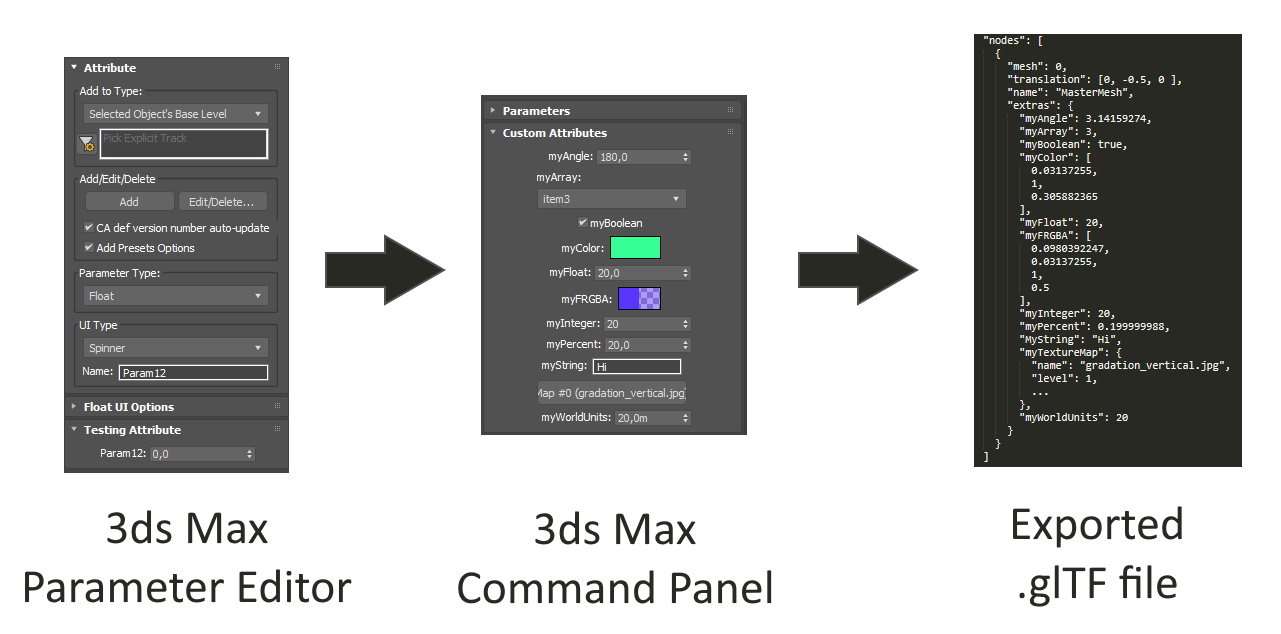 Attribute
Add to Type:
Selected Object's Base Level
Pick Explicit Track
Add/Edit/Delete
Add Edit/Delete...
CA def version number auto-update
Add Presets Options
Parameter Type:
Float
UI Type
Spinner
Name: Param12
Float UI Options
Testing Attribute
Param12: 0,0
3ds Max
Parameter Editor
Parameters
Custom Attributes
myAngle: 180,0
myArray:
item3
myBoolean
myColor:
myFloat: 20,0
myFRGBA:
myInteger: 20
myPercent: 20,0
myString: Hi
Map #0 (gradation_vertical.jpg)
myWorldUnits: 20,0m
3ds Max
Command Panel
"nodes": [
{
"mesh": 0,
"translation": [0, -0.5, 0 ],
"name": "MasterMesh",
"extras": {
"myAngle": 3.14159274,
"myArray": 3,
"myBoolean": true,
"myColor": [
0.03137255,
1,
0.305882365
],
"myFloat": 20,
"myFRGBA": [
0.0980392247,
0.03137255,
1,
0.5
],
"myInteger": 20,
"myPercent": 0.199999988,
"MyString": "Hi",
"myTextureMap": {
"name": "gradation_vertical.jpg",
"level": 1,
...
},
"myWorldUnits": 20
}
}
]
Exported
.glTF file